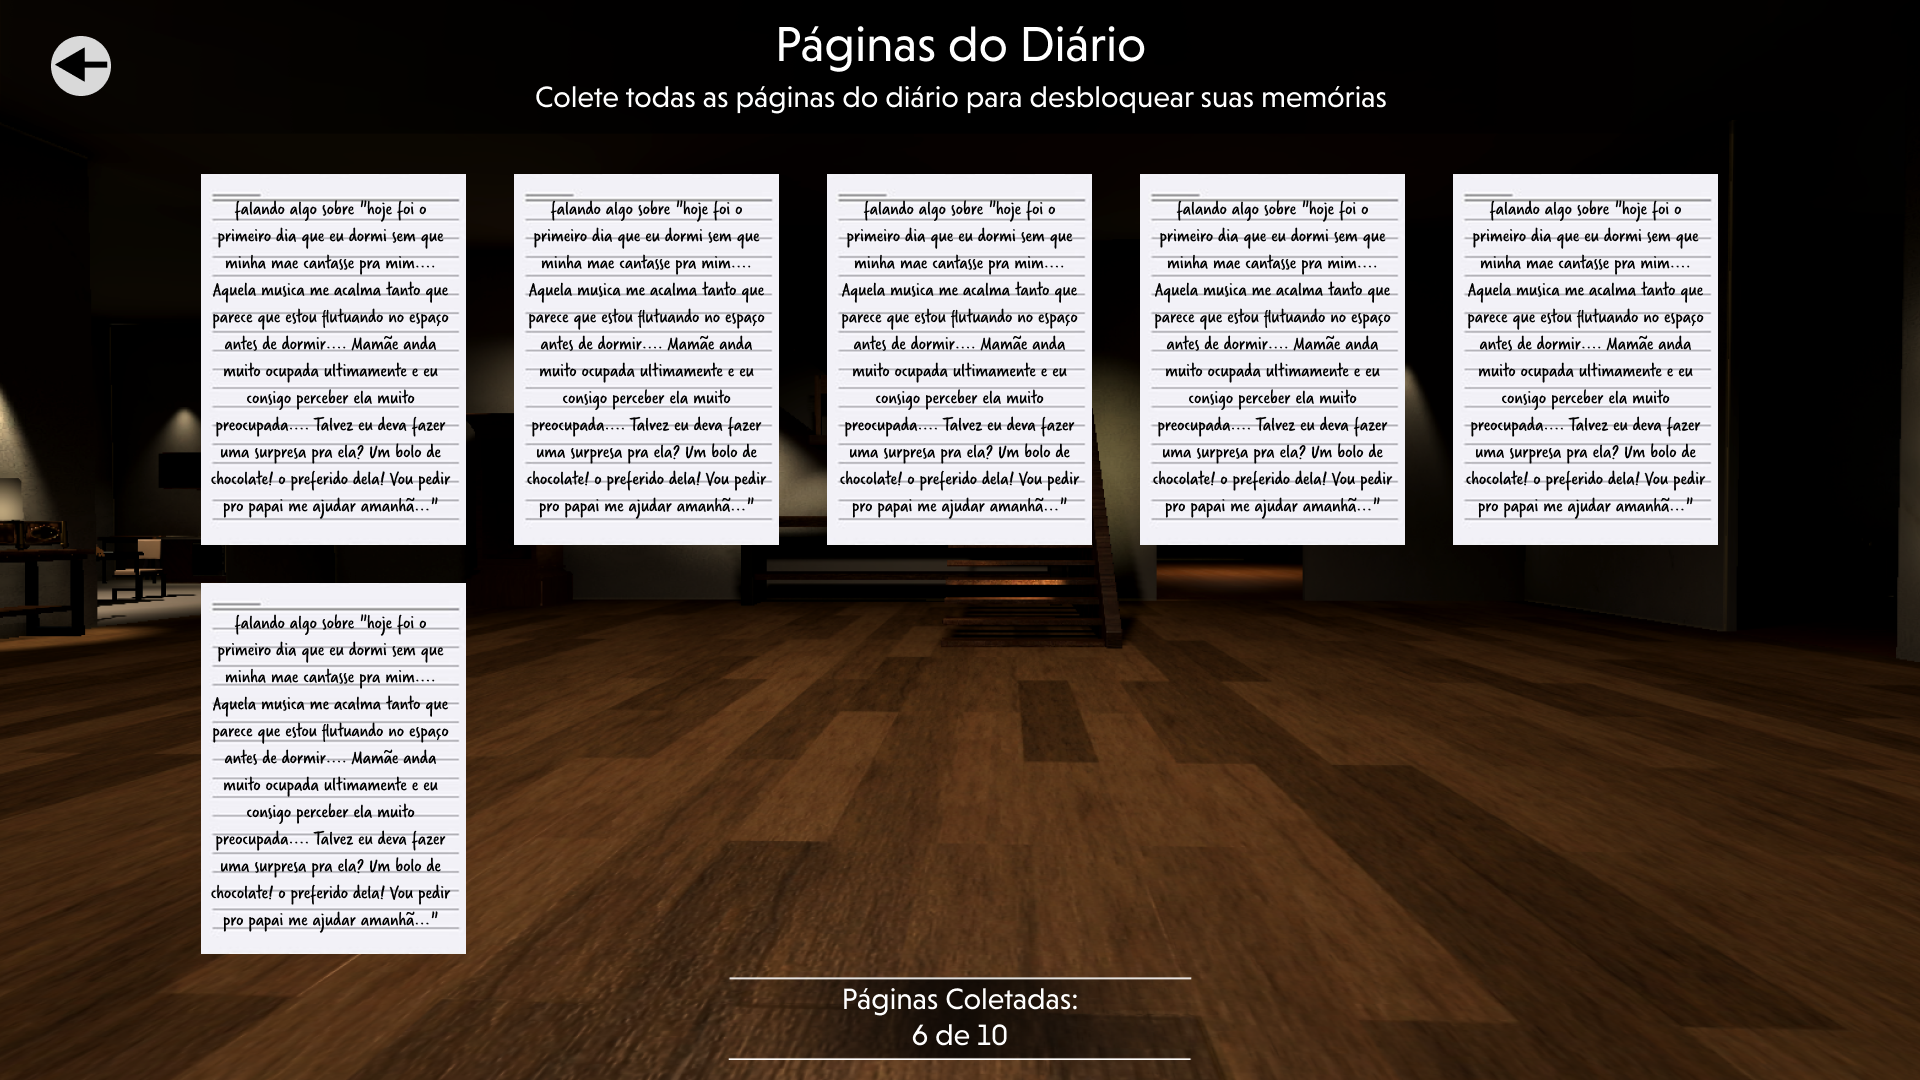 Páginas do Diário
Colete todas as páginas do diário para desbloquear suas memórias
falando algo sobre "hoje foi o
primeiro dia que eu dormi sem que
minha mae cantasse pra mim....
Aquela musica me acalma tanto que
parece que estou flutuando no espaço
antes de dormir.... Mamãe anda
muito ocupada ultimamente e eu
consigo perceber ela muito
preocupada.... Talvez eu deva fazer
uma surpresa pra ela? Um bolo de
chocolate! o preferido dela! Vou pedir
pro papai me ajudar amanhã..."
falando algo sobre "hoje foi o
primeiro dia que eu dormi sem que
minha mae cantasse pra mim....
Aquela musica me acalma tanto que
parece que estou flutuando no espaço
antes de dormir.... Mamãe anda
muito ocupada ultimamente e eu
consigo perceber ela muito
preocupada.... Talvez eu deva fazer
uma surpresa pra ela? Um bolo de
chocolate! o preferido dela! Vou pedir
pro papai me ajudar amanhã..."
falando algo sobre "hoje foi o
primeiro dia que eu dormi sem que
minha mae cantasse pra mim....
Aquela musica me acalma tanto que
parece que estou flutuando no espaço
antes de dormir.... Mamãe anda
muito ocupada ultimamente e eu
consigo perceber ela muito
preocupada.... Talvez eu deva fazer
uma surpresa pra ela? Um bolo de
chocolate! o preferido dela! Vou pedir
pro papai me ajudar amanhã..."
falando algo sobre "hoje foi o
primeiro dia que eu dormi sem que
minha mae cantasse pra mim....
Aquela musica me acalma tanto que
parece que estou flutuando no espaço
antes de dormir.... Mamãe anda
muito ocupada ultimamente e eu
consigo perceber ela muito
preocupada.... Talvez eu deva fazer
uma surpresa pra ela? Um bolo de
chocolate! o preferido dela! Vou pedir
pro papai me ajudar amanhã..."
falando algo sobre "hoje foi o
primeiro dia que eu dormi sem que
minha mae cantasse pra mim....
Aquela musica me acalma tanto que
parece que estou flutuando no espaço
antes de dormir.... Mamãe anda
muito ocupada ultimamente e eu
consigo perceber ela muito
preocupada.... Talvez eu deva fazer
uma surpresa pra ela? Um bolo de
chocolate! o preferido dela! Vou pedir
pro papai me ajudar amanhã..."
falando algo sobre "hoje foi o
primeiro dia que eu dormi sem que
minha mae cantasse pra mim....
Aquela musica me acalma tanto que
parece que estou flutuando no espaço
antes de dormir.... Mamãe anda
muito ocupada ultimamente e eu
consigo perceber ela muito
preocupada.... Talvez eu deva fazer
uma surpresa pra ela? Um bolo de
chocolate! o preferido dela! Vou pedir
pro papai me ajudar amanhã..."
Páginas Coletadas:
6 de 10